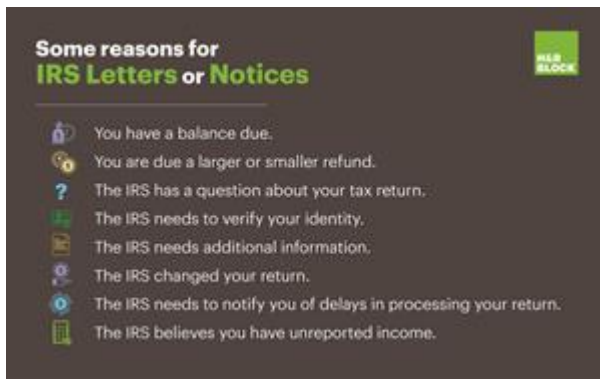 Some reasons for
IRS Letters or Notices
H&R
BLOCK
You have a balance due.
You are due a larger or smaller refund.
The IRS has a question about your tax return.
The IRS needs to verify your identity.
The IRS needs additional information.
The IRS changed your return.
The IRS needs to notify you of delays in processing your return.
The IRS believes you have unreported income.